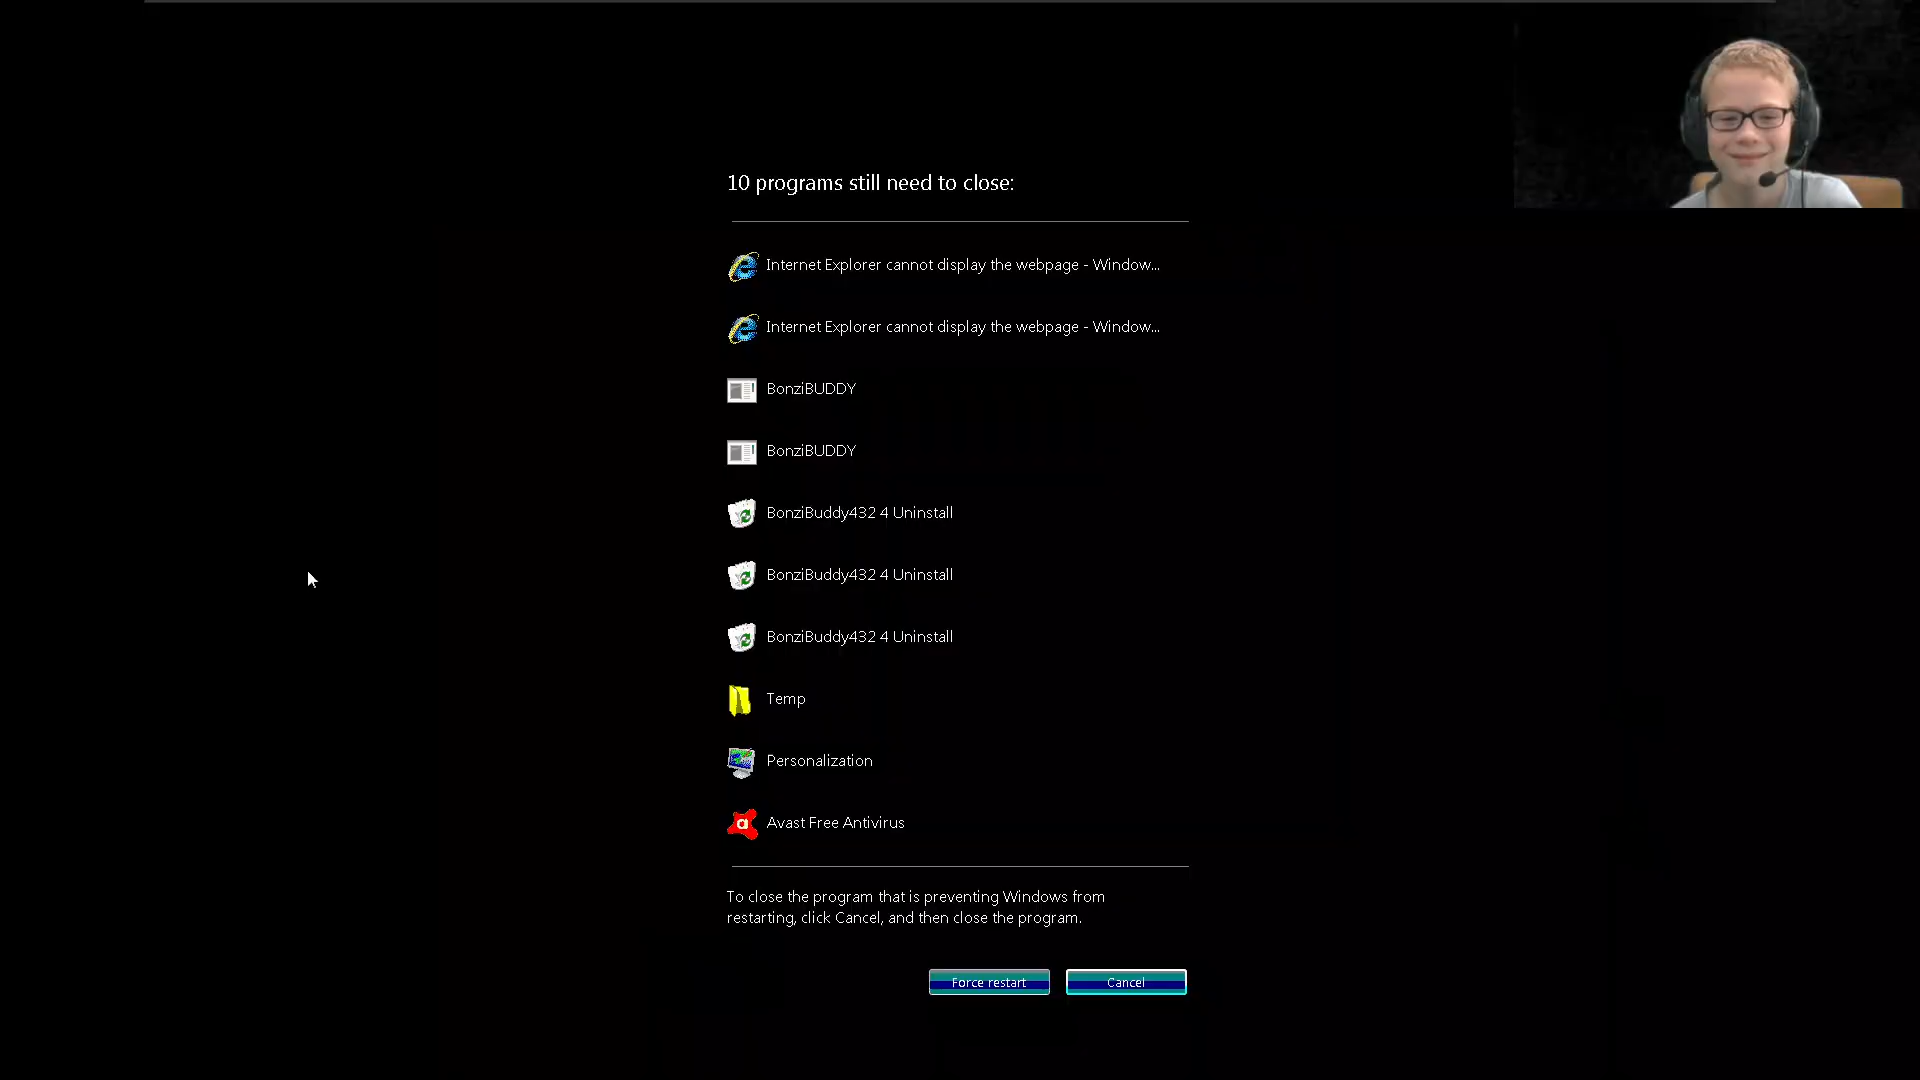 10 programs still need to close:
Internet Explorer cannot display the webpage - Window...
Internet Explorer cannot display the webpage - Window...
BonziBUDDY
BonziBUDDY
BonziBuddy432 4 Uninstall
BonziBuddy432 4 Uninstall
BonziBuddy432 4 Uninstall
Temp
Personalization
Avast Free Antivirus
To close the program that is preventing Windows from
restarting, click Cancel, and then close the program.
Force restart
Cancel